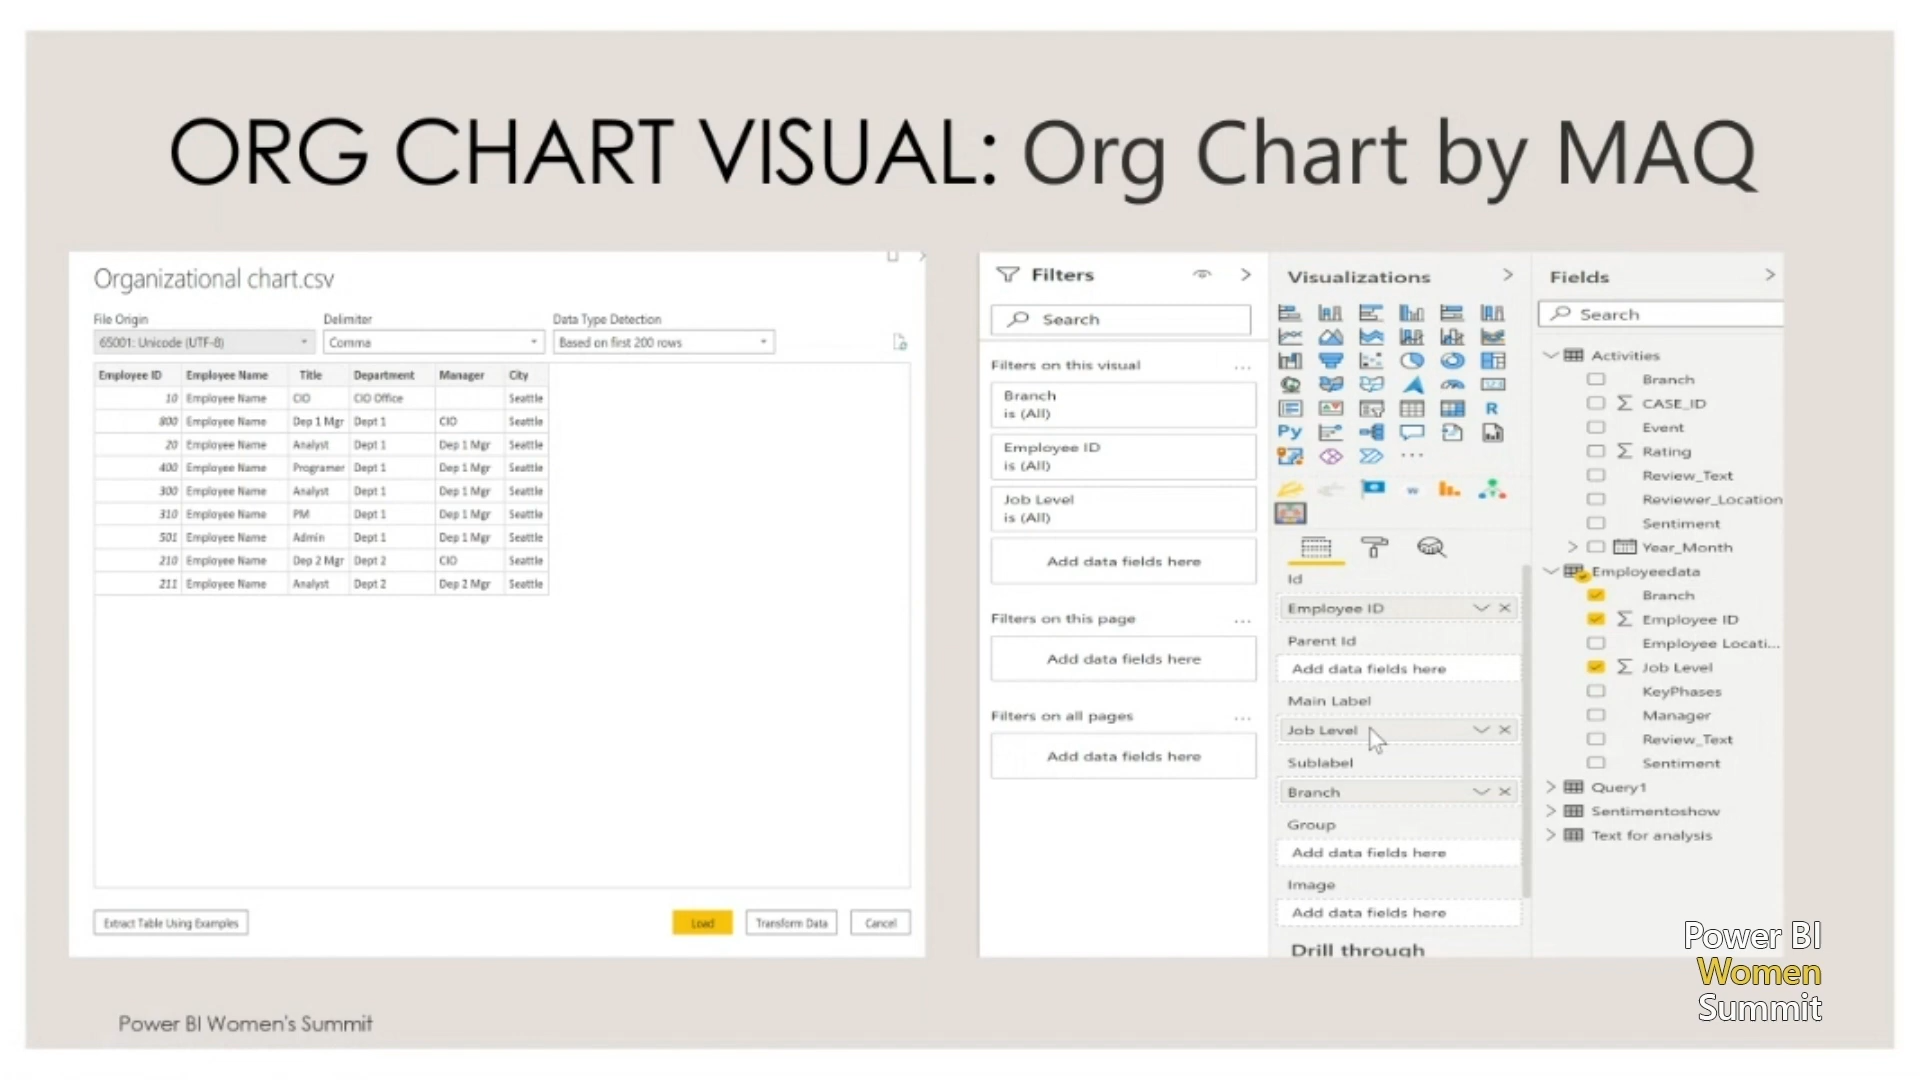 ORG CHART VISUAL: Org Chart by MAQ
Organizational chart.csv
File Origin Delimiter Data Type Detection
65001: Unicode (UTF-8) Comma Based on first 200 rows
Employee ID Employee Name Title Department Manager City
10 Employee Name CIO CIO Office Seattle
800 Employee Name Dep 1 Mgr Dept 1 CIO Seattle
20 Employee Name Analyst Dept 1 Dep 1 Mgr Seattle
400 Employee Name Programer Dept 1 Dep 1 Mgr Seattle
300 Employee Name Analyst Dept 1 Dep 1 Mgr Seattle
310 Employee Name PM Dept 1 Dep 1 Mgr Seattle
501 Employee Name Admin Dept 1 Dep 1 Mgr Seattle
210 Employee Name Dep 2 Mgr Dept 2 CIO Seattle
211 Employee Name Analyst Dept 2 Dep 2 Mgr Seattle
Extract Table Using Examples Load Transform Data Cancel
Filters
Search
Filters on this visual ...
Branch
is (All)
Employee ID
is (All)
Job Level
is (All)
Add data fields here
Filters on this page ...
Add data fields here
Filters on all pages ...
Add data fields here
Visualizations
R
Py
...
Id
Employee ID
Parent Id
Add data fields here
Main Label
Job Level
Sublabel
Branch
Group
Add data fields here
Image
Add data fields here
Drill through
Fields
Search
Activities
Branch
Σ CASE_ID
Event
Σ Rating
Review_Text
Reviewer_Location
Sentiment
Year_Month
Employeedata
Branch
Σ Employee ID
Employee Locati...
Σ Job Level
KeyPhases
Manager
Review_Text
Sentiment
Query1
Sentimentoshow
Text for analysis
Power BI
Women
Summit
Power BI Women's Summit